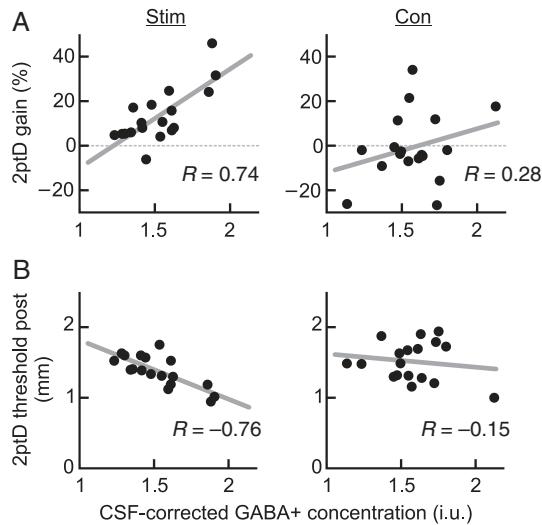 A
Stim
Con
2ptD gain (%)
40
20
0
−20
R = 0.74
1
1.5
2
40
20
0
−20
R = 0.28
1
1.5
2
B
2ptD threshold post
(mm)
2
1
0
R = −0.76
1
1.5
2
2
1
0
R = −0.15
1
1.5
2
CSF-corrected GABA+ concentration (i.u.)